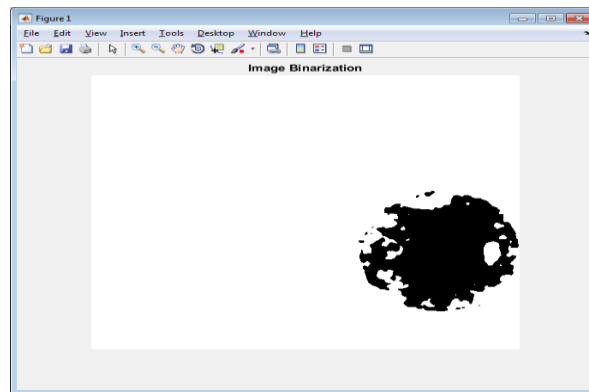 Figure 1
File Edit View Insert Tools Desktop Window Help
Image Binarization